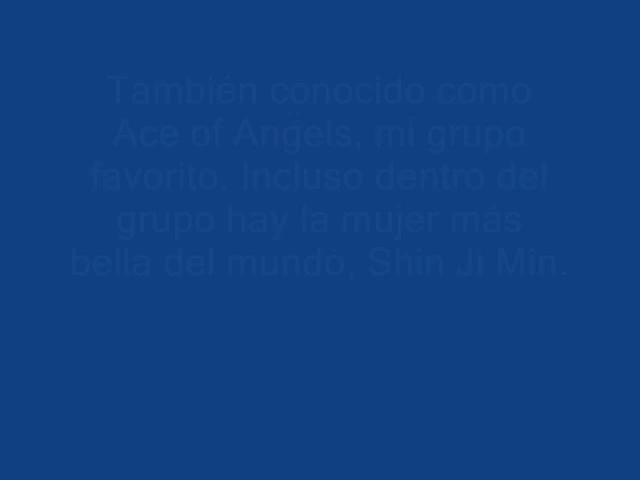 También conocido como
Ace of Angels, mi grupo
favorito. Incluso dentro del
grupo hay la mujer más
bella del mundo, Shin Ji Min.